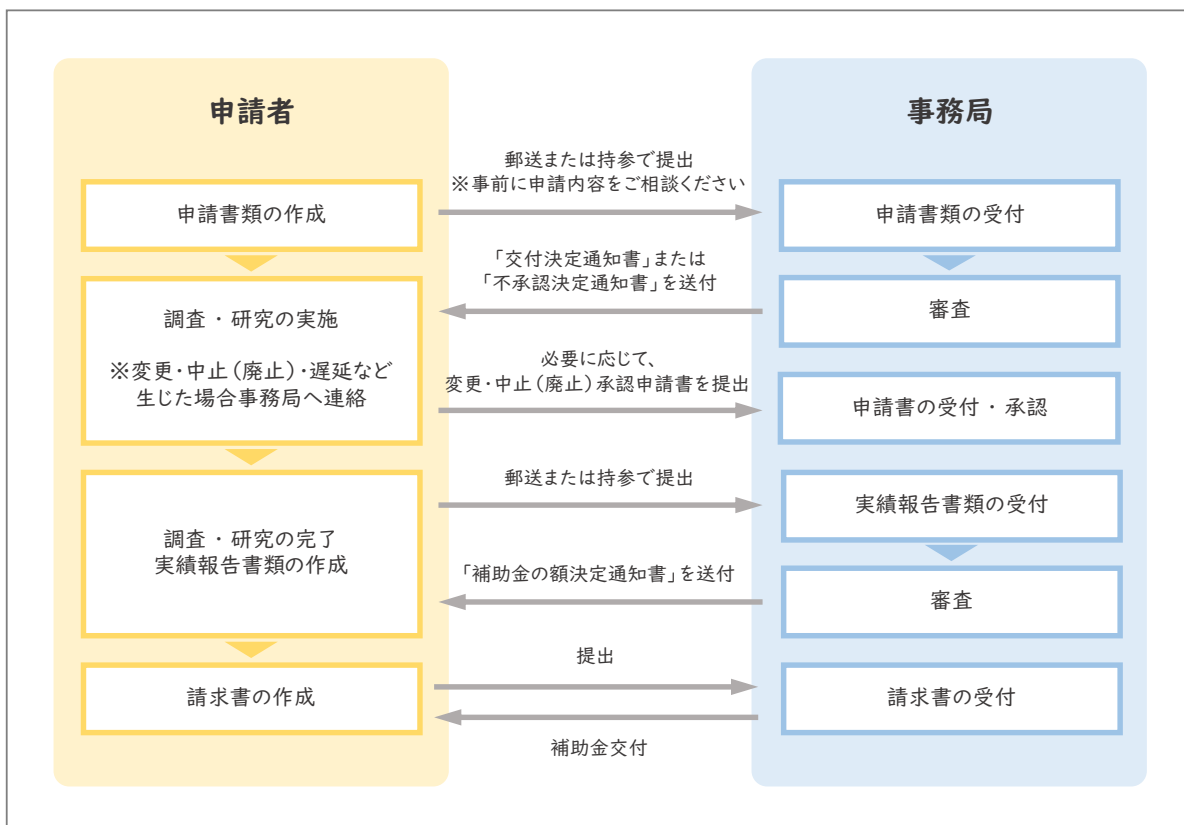 申請者
事務局
郵送または持参で提出
※事前に申請内容をご相談ください
申請書類の作成
申請書類の受付
「交付決定通知書」または
「不承認決定通知書」を送付
調査・研究の実施
※変更・中止(廃止)・遅延など
生じた場合事務局へ連絡
審査
必要に応じて、
変更・中止(廃止)承認申請書を提出
申請書の受付・承認
郵送または持参で提出
実績報告書類の受付
調査・研究の完了
実績報告書類の作成
「補助金の額決定通知書」を送付
審査
提出
請求書の作成
請求書の受付
補助金交付